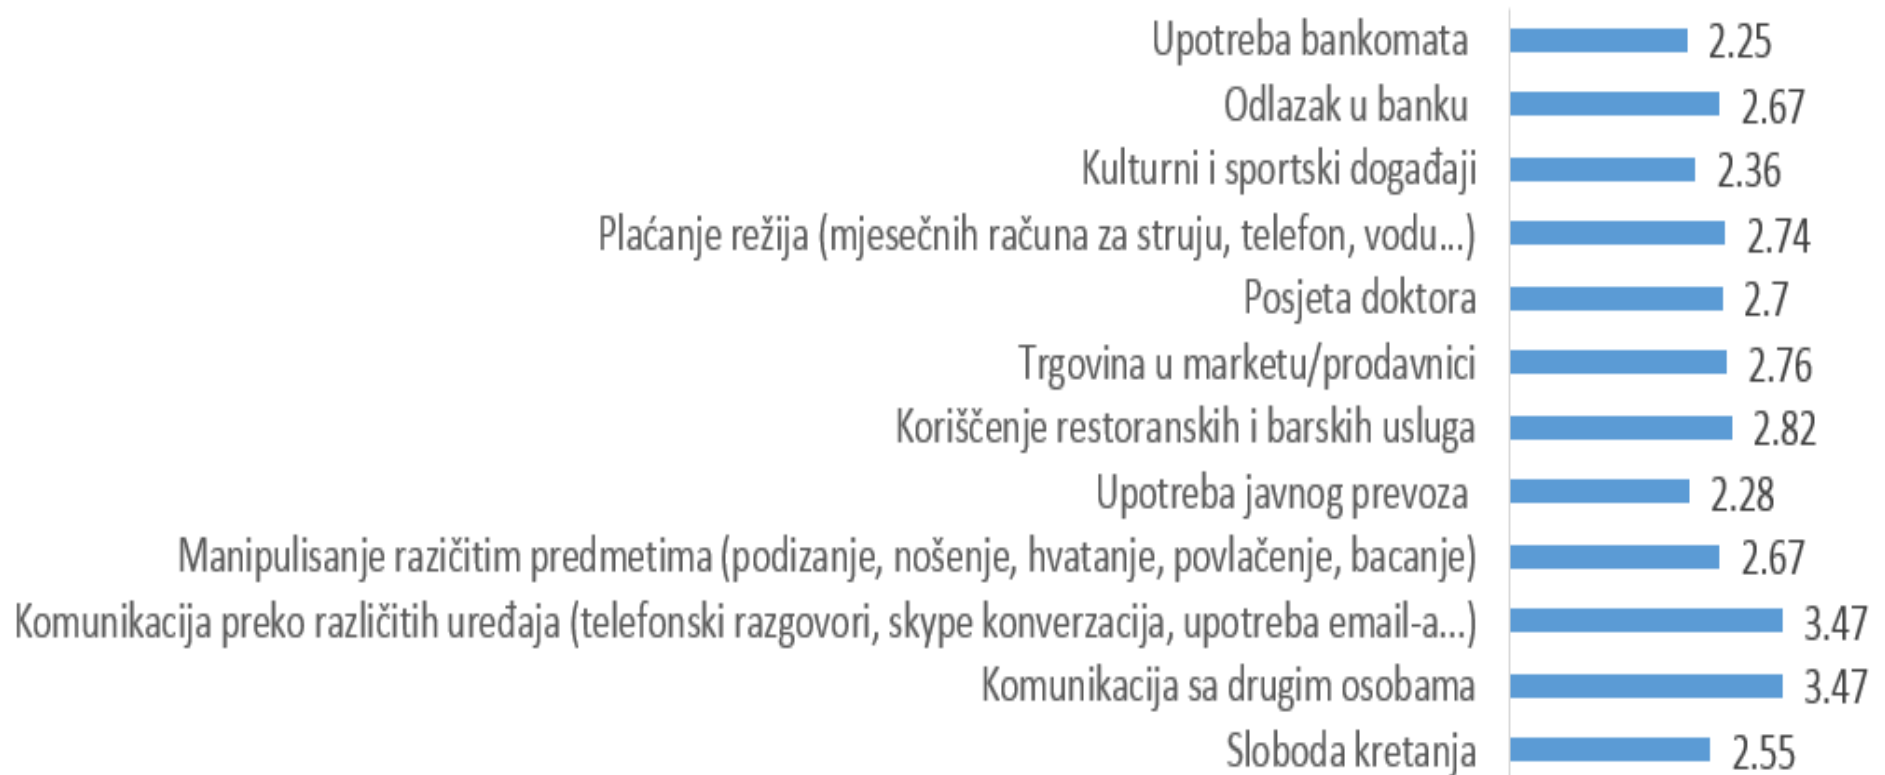 Upotreba bankomata 2.25
Odlazak u banku 2.67
Kulturni i sportski događaji 2.36
Plaćanje režija (mjesečnih računa za struju, telefon, vodu...) 2.74
Posjeta doktora 2.7
Trgovina u marketu/prodavnici 2.76
Koriščenje restoranskih i barskih usluga 2.82
Upotreba javnog prevoza 2.28
Manipulisanje razičitim predmetima (podizanje, nošenje, hvatanje, povlačenje, bacanje) 2.67
Komunikacija preko različitih uređaja (telefonski razgovori, skype konverzacija, upotreba email-a...) 3.47
Komunikacija sa drugim osobama 3.47
Sloboda kretanja 2.55